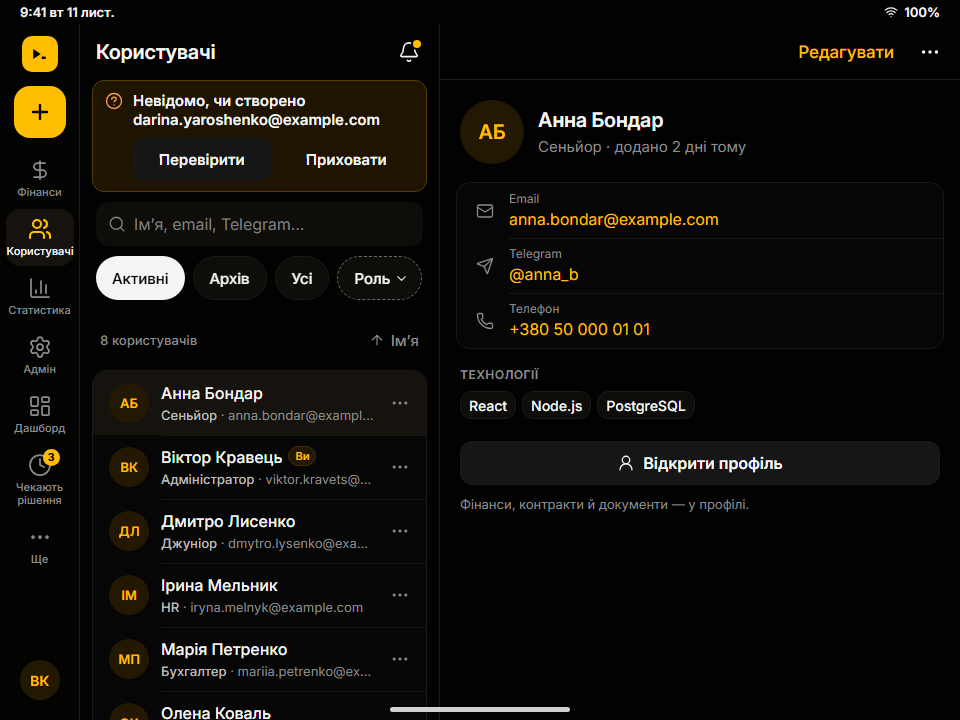 9:41 вт 11 лист.
100%
Користувачі
Редагувати
Невідомо, чи створено
darina.yaroshenko@example.com
Перевірити
Приховати
Ім’я, email, Telegram...
Активні
Архів
Усі
Роль
8 користувачів
Ім’я
Фінанси
Користувачі
Статистика
Адмін
Дашборд
3
Чекають
рішення
Ще
ВК
АБ
Анна Бондар
Сеньйор · anna.bondar@exampl...
ВК
Віктор Кравець
Ви
Адміністратор · viktor.kravets@...
ДЛ
Дмитро Лисенко
Джуніор · dmytro.lysenko@exa...
ІМ
Ірина Мельник
HR · iryna.melnyk@example.com
МП
Марія Петренко
Бухгалтер · mariia.petrenko@ex...
Олена Коваль
АБ
Анна Бондар
Сеньйор · додано 2 дні тому
Email
anna.bondar@example.com
Telegram
@anna_b
Телефон
+380 50 000 01 01
ТЕХНОЛОГІЇ
React
Node.js
PostgreSQL
Відкрити профіль
Фінанси, контракти й документи — у профілі.